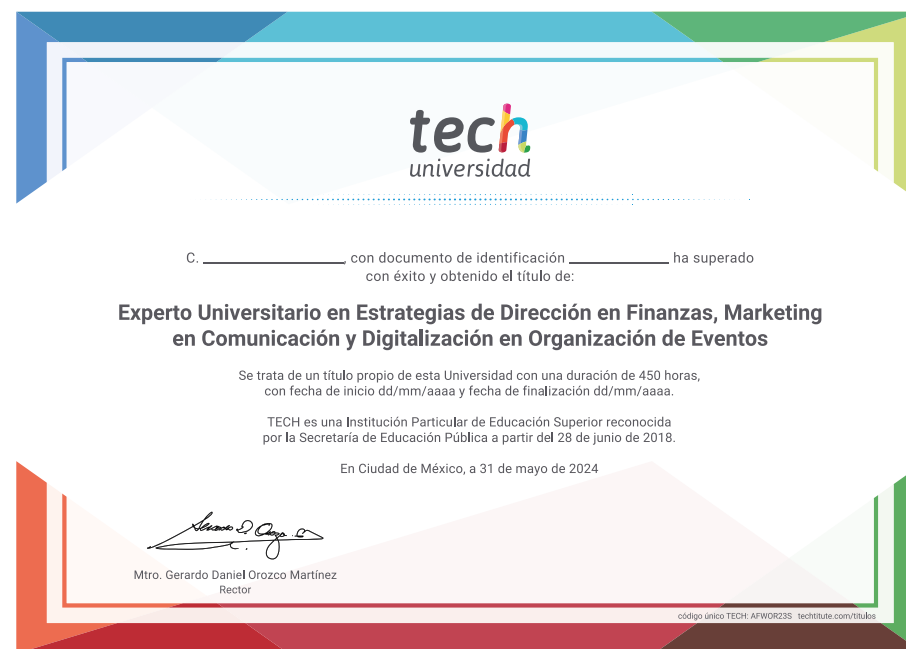 tech
universidad
C. ____________, con documento de identificación _________ ha superado
con éxito y obtenido el título de:
Experto Universitario en Estrategias de Dirección en Finanzas, Marketing
en Comunicación y Digitalización en Organización de Eventos
Se trata de un título propio de esta Universidad con una duración de 450 horas,
con fecha de inicio dd/mm/aaaa y fecha de finalización dd/mm/aaaa.
TECH es una Institución Particular de Educación Superior reconocida
por la Secretaría de Educación Pública a partir del 28 de junio de 2018.
En Ciudad de México, a 31 de mayo de 2024
Mtro. Gerardo Daniel Orozco Martínez
Rector
código único TECH: AFWOR23S techtitute.com/titulos